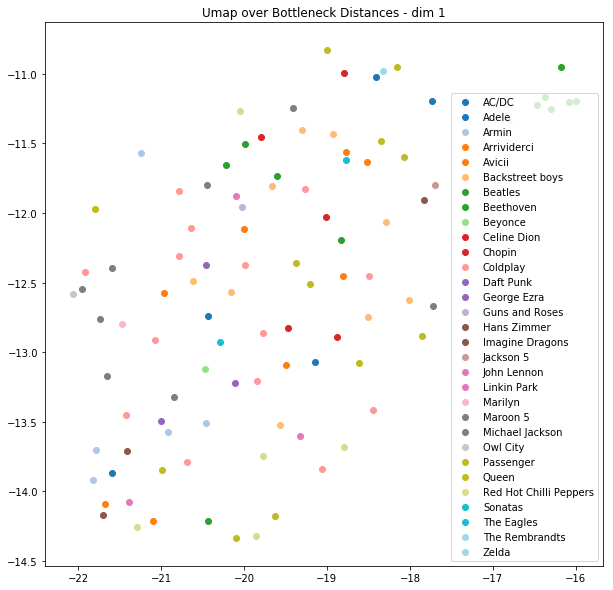 Umap over Bottleneck Distances - dim 1
−11.0
−11.5
−12.0
−12.5
−13.0
−13.5
−14.0
−14.5
−22
−21
−20
−19
−18
−17
−16
AC/DC
Adele
Armin
Arrividerci
Avicii
Backstreet boys
Beatles
Beethoven
Beyonce
Celine Dion
Chopin
Coldplay
Daft Punk
George Ezra
Guns and Roses
Hans Zimmer
Imagine Dragons
Jackson 5
John Lennon
Linkin Park
Marilyn
Maroon 5
Michael Jackson
Owl City
Passenger
Queen
Red Hot Chilli Peppers
Sonatas
The Eagles
The Rembrandts
Zelda